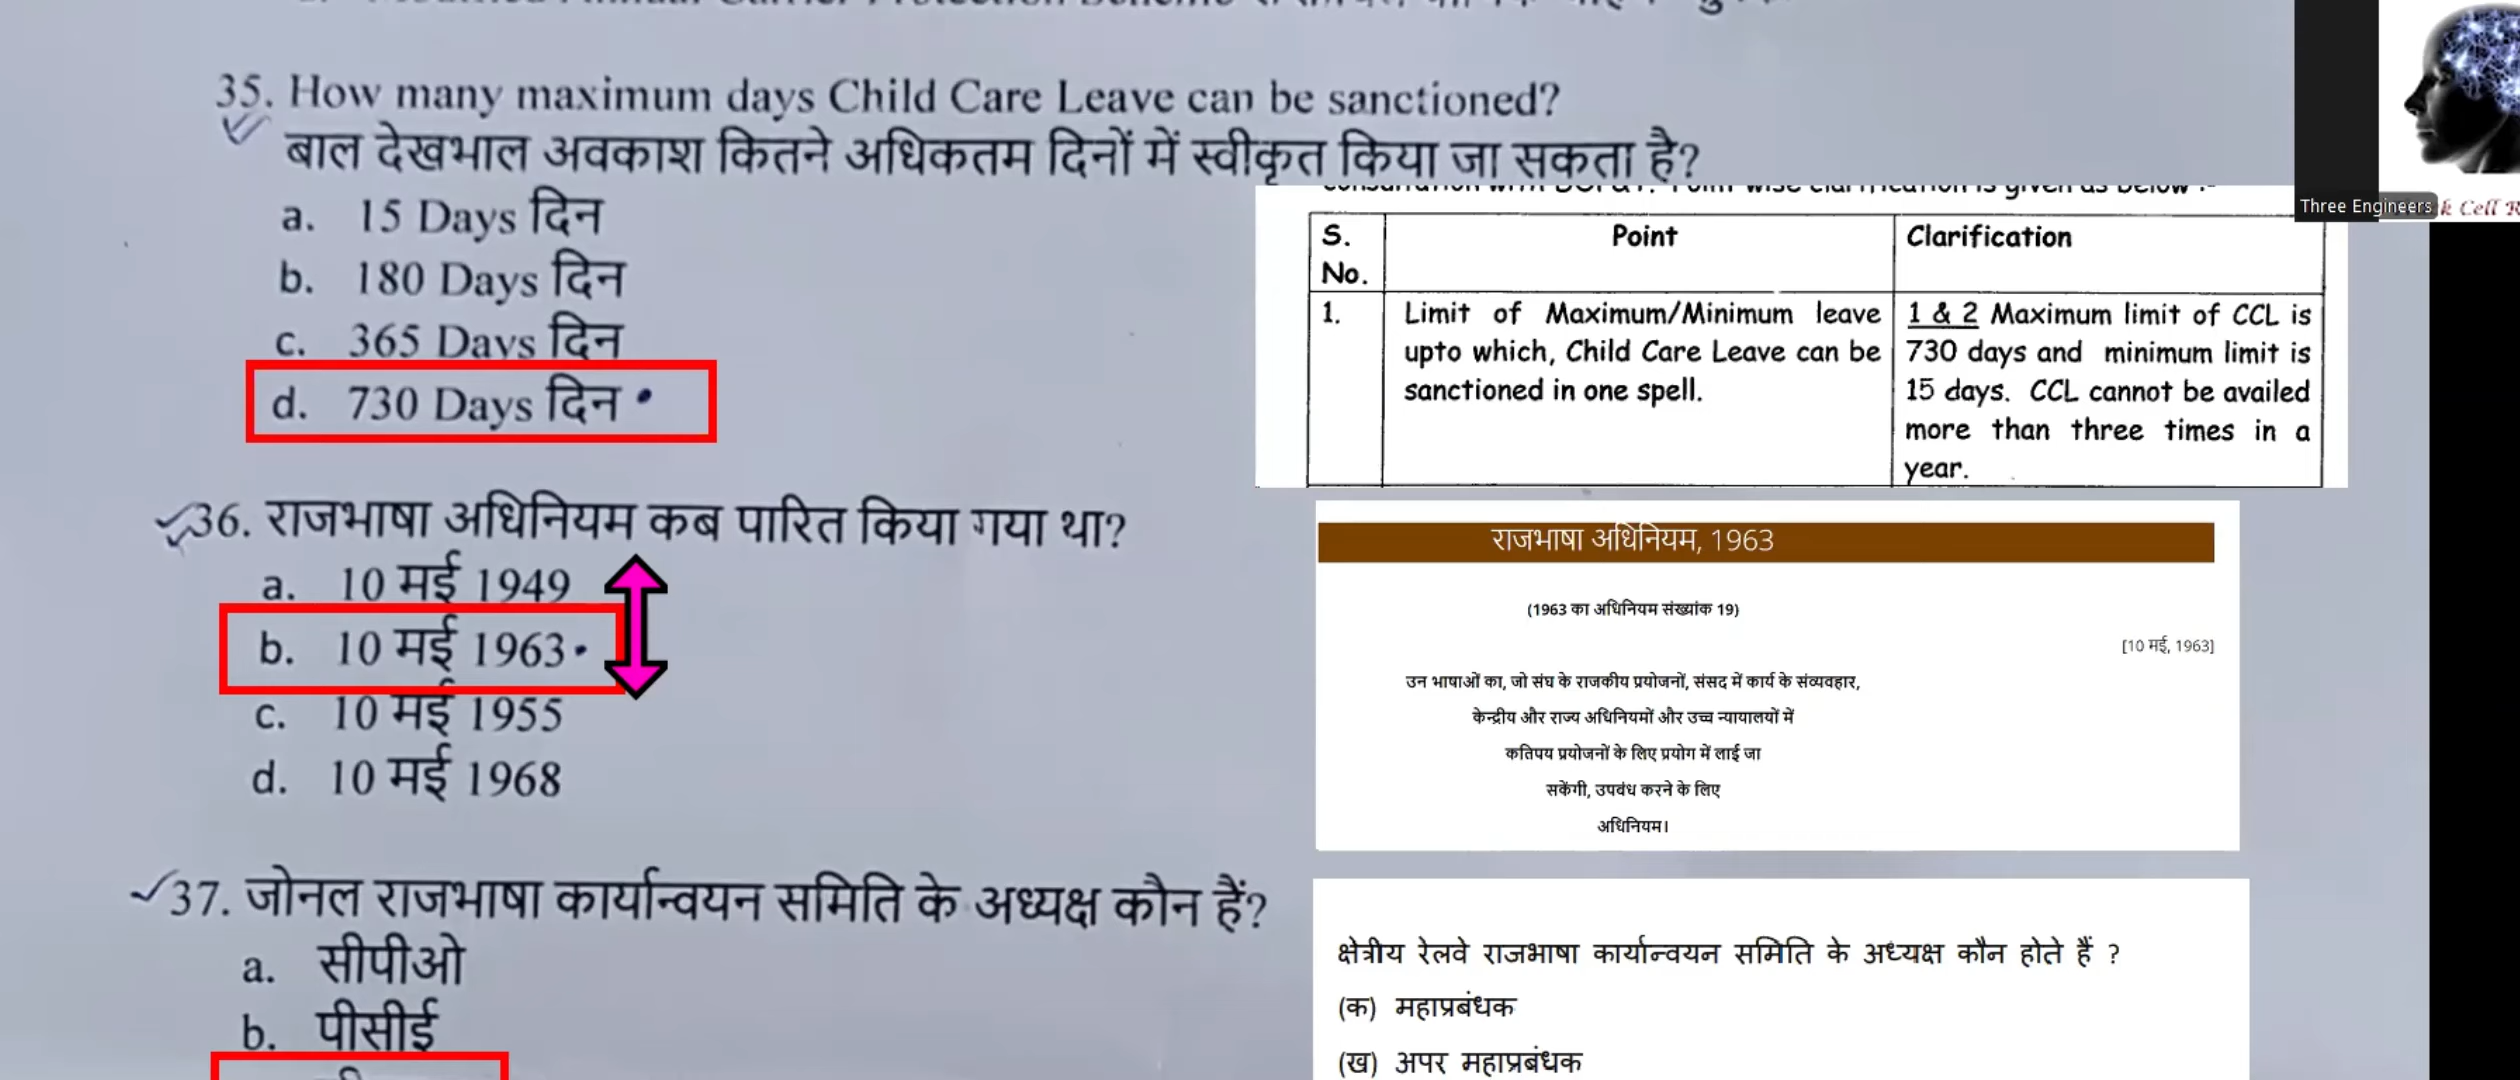 35. How many maximum days Child Care Leave can be sanctioned?
बाल देखभाल अवकाश कितने अधिकतम दिनों में स्वीकृत किया जा सकता है?
a. 15 Days दिन
b. 180 Days दिन
c. 365 Days दिन
d. 730 Days दिन
36. राजभाषा अधिनियम कब पारित किया गया था?
a. 10 मई 1949
b. 10 मई 1963
c. 10 मई 1955
d. 10 मई 1968
37. जोनल राजभाषा कार्यान्वयन समिति के अध्यक्ष कौन हैं?
a. सीपीओ
b. पीसीई
Three Engineers
S. No. Point Clarification
1. Limit of Maximum/Minimum leave upto which, Child Care Leave can be sanctioned in one spell.
1 & 2 Maximum limit of CCL is
730 days and minimum limit is
15 days. CCL cannot be availed
more than three times in a
year.
राजभाषा अधिनियम, 1963
(1963 का अधिनियम संख्यांक 19)
[10 मई, 1963]
उन भाषाओं का, जो संघ के राजकीय प्रयोजनों, संसद में कार्य के संव्यवहार,
केन्द्रीय और राज्य अधिनियमों और उच्च न्यायालयों में
कतिपय प्रयोजनों के लिए प्रयोग में लाई जा
सकेंगी, उपबंध करने के लिए
अधिनियम।
क्षेत्रीय रेलवे राजभाषा कार्यान्वयन समिति के अध्यक्ष कौन होते हैं ?
(क) महाप्रबंधक
(ख) अपर महाप्रबंधक